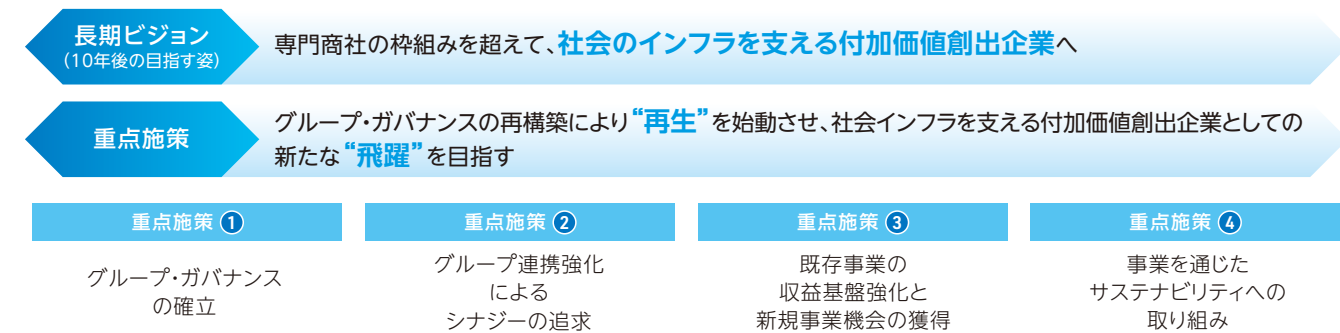 長期ビジョン
(10年後の目指す姿)
専門商社の枠組みを超えて、社会のインフラを支える付加価値創出企業へ
重点施策
グループ・ガバナンスの再構築により“再生”を始動させ、社会インフラを支える付加価値創出企業としての
新たな“飛躍”を目指す
重点施策 1
グループ・ガバナンス
の確立
重点施策 2
グループ連携強化
による
シナジーの追求
重点施策 3
既存事業の
収益基盤強化と
新規事業機会の獲得
重点施策 4
事業を通じた
サステナビリティへの
取り組み